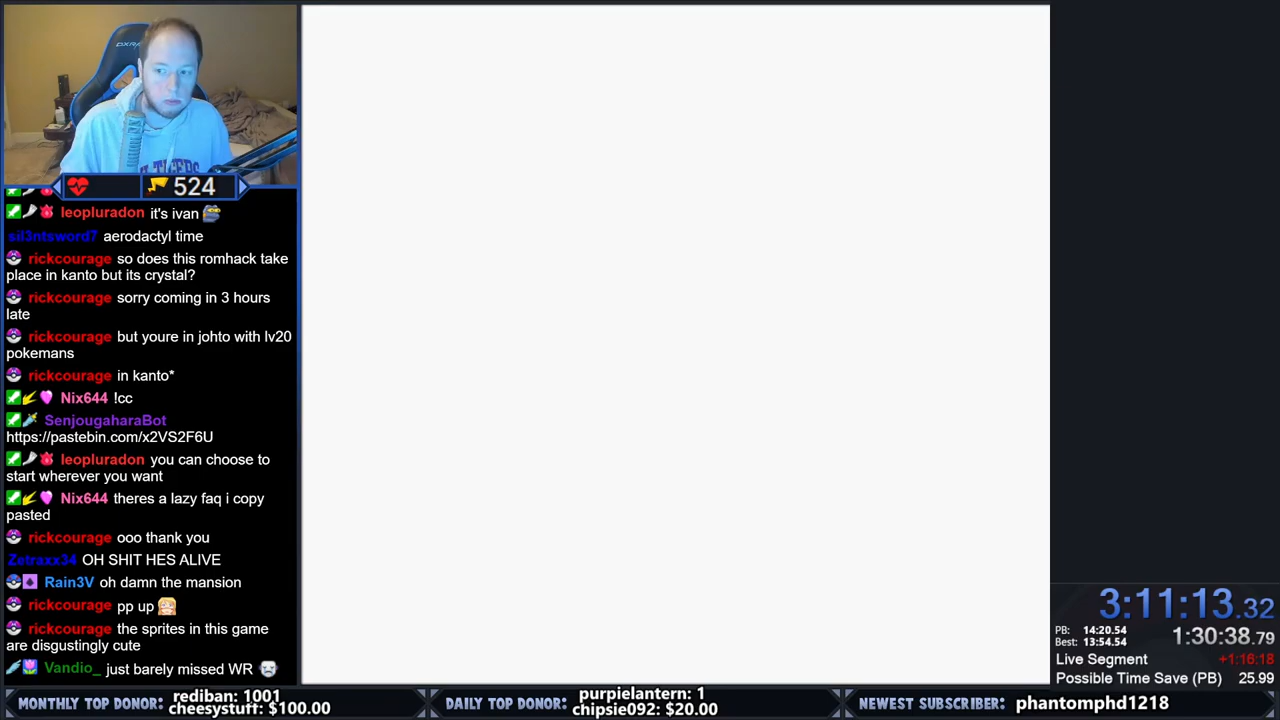 DXRA
TIGERS
524
leopluradon it's ivan
sil3ntsword7 aerodactyl time
rickcourage so does this romhack take
place in kanto but its crystal?
rickcourage sorry coming in 3 hours
late
rickcourage but youre in johto with lv20
pokemans
rickcourage in kanto*
Nix644 !cc
SenjougaharaBot
https://pastebin.com/x2VS2F6U
leopluradon you can choose to
start wherever you want
Nix644 theres a lazy faq i copy
pasted
rickcourage ooo thank you
Zetraxx34 OH SHIT HES ALIVE
Rain3V oh damn the mansion
rickcourage pp up
rickcourage the sprites in this game
are disgustingly cute
Vandio_ just barely missed WR
3:11:13.32
PB: 14:20.54
Best: 13:54.54
1:30:38.79
Live Segment +1:16:18
Possible Time Save (PB) 25.99
MONTHLY TOP DONOR: rediban: 1001
cheesystuff: $100.00
DAILY TOP DONOR: purpielantern: 1
chipsie092: $20.00
NEWEST SUBSCRIBER: phantomphd1218